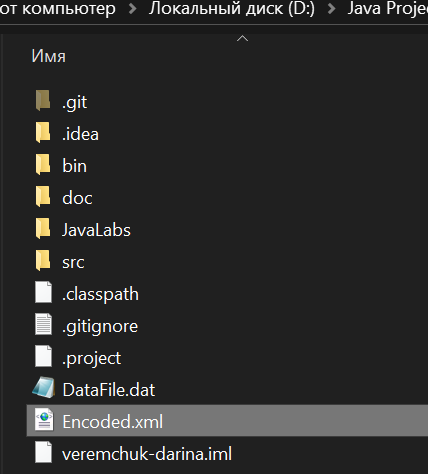 от компьютер > Локальный диск (D:) > Java Proje
Имя
.git
.idea
bin
doc
JavaLabs
src
.classpath
.gitignore
.project
DataFile.dat
Encoded.xml
veremchuk-darina.iml